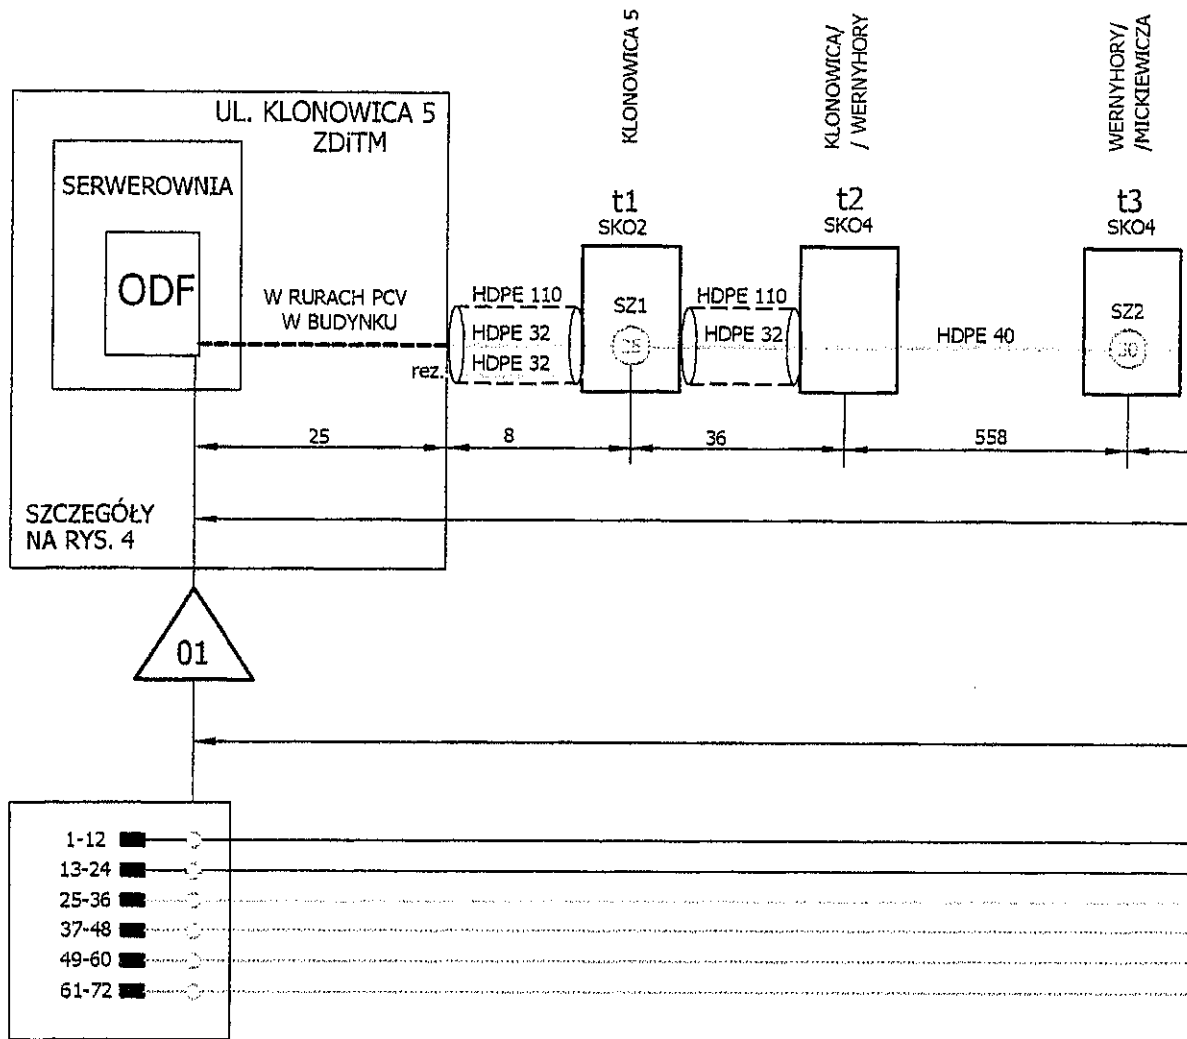 KLONOWICA 5
KLONOWICA/
/ WERNYHORY
WERNYHORY/
/MICKIEWICZA
UL. KLONOWICA 5
ZDiTM
SERWEROWNIA
ODF
W RURACH PCV
W BUDYNKU
rez.
HDPE 110
HDPE 32
HDPE 32
t1
SKO2
SZ1
HDPE 110
HDPE 32
t2
SKO4
HDPE 40
t3
SKO4
SZ2
30
25
8
36
558
SZCZEGÓŁY
NA RYS. 4
01
1-12
13-24
25-36
37-48
49-60
61-72